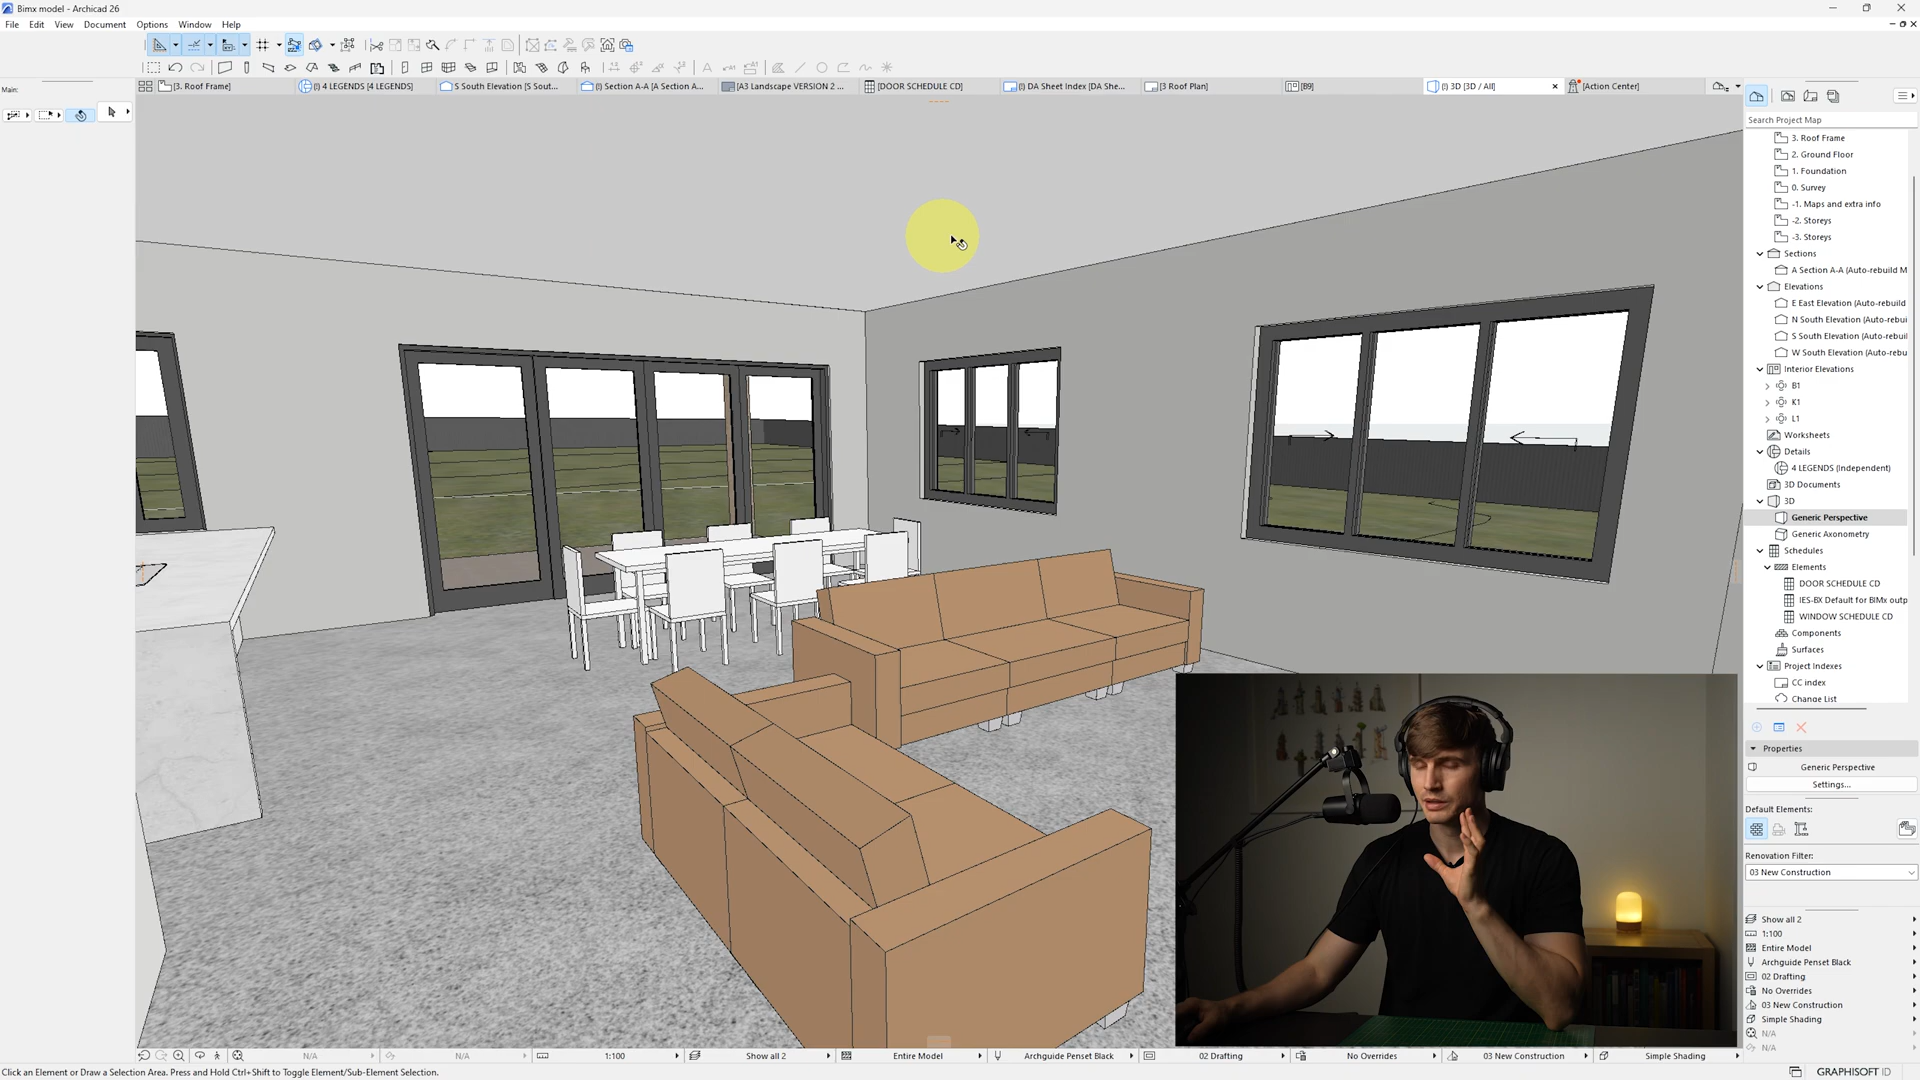 Bimx model - Archicad 26
File Edit View Document Options Window Help
[3. Roof Frame]
(!) 4 LEGENDS [4 LEGENDS]
S South Elevation [S Sout...
(!) Section A-A [A Section A...
[A3 Landscape VERSION 2 ...
[DOOR SCHEDULE CD]
(!) DA Sheet Index [DA She...
[3 Roof Plan]
[B9]
(!) 3D [3D / All]
[Action Center]
Main:
Search Project Map
3. Roof Frame
2. Ground Floor
1. Foundation
0. Survey
-1. Maps and extra info
-2. Storeys
-3. Storeys
Sections
A Section A-A (Auto-rebuild M
Elevations
E East Elevation (Auto-rebuild
N South Elevation (Auto-rebui
S South Elevation (Auto-rebui
W South Elevation (Auto-rebu
Interior Elevations
B1
K1
L1
Worksheets
Details
4 LEGENDS (Independent)
3D Documents
3D
Generic Perspective
Generic Axonometry
Schedules
Elements
DOOR SCHEDULE CD
IES-BX Default for BIMx outp
WINDOW SCHEDULE CD
Components
Surfaces
Project Indexes
CC index
Change List
Properties
Generic Perspective
Settings...
Default Elements:
Renovation Filter:
03 New Construction
Show all 2
1:100
Entire Model
Archguide Penset Black
02 Drafting
No Overrides
03 New Construction
Simple Shading
N/A
N/A
N/A N/A 1:100 Show all 2 Entire Model Archguide Penset Black 02 Drafting No Overrides 03 New Construction Simple Shading
Click an Element or Draw a Selection Area. Press and Hold Ctrl+Shift to Toggle Element/Sub-Element Selection.
GRAPHISOFT ID